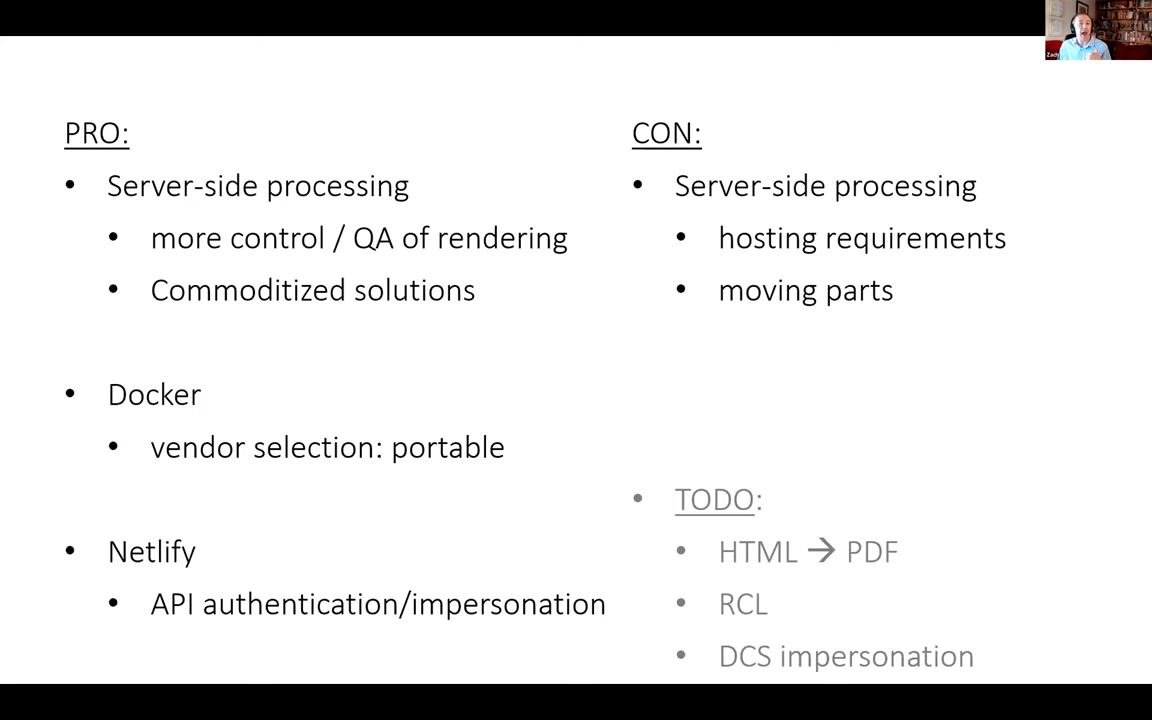 PRO:
• Server-side processing
• more control / QA of rendering
• Commoditized solutions
• Docker
• vendor selection: portable
• Netlify
• API authentication/impersonation
CON:
• Server-side processing
• hosting requirements
• moving parts
• TODO:
• HTML → PDF
• RCL
• DCS impersonation